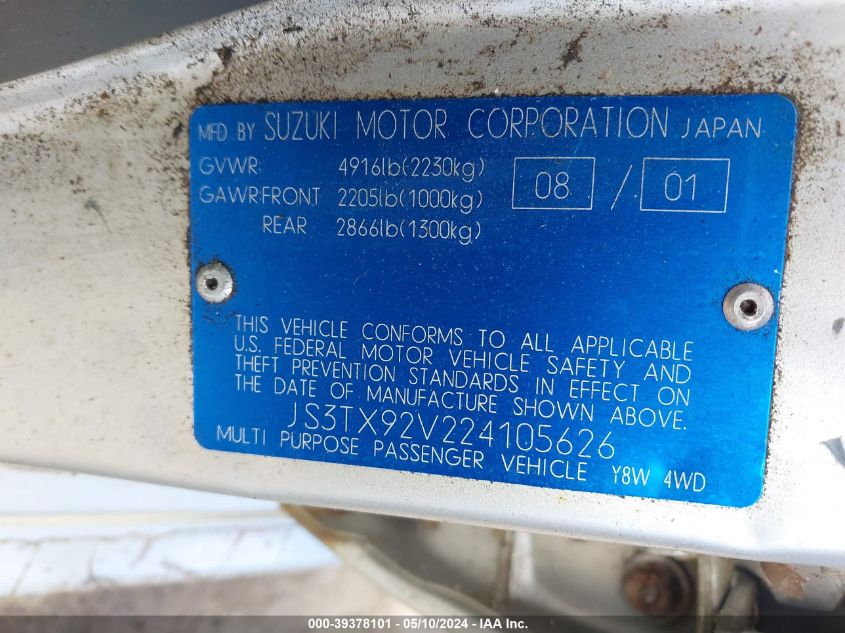 MFD BY SUZUKI MOTOR CORPORATION JAPAN
GVWR: 4916lb(2230kg) 08 / 01
GAWR:FRONT 2205lb(1000kg)
REAR 2866lb(1300kg)
THIS VEHICLE CONFORMS TO ALL APPLICABLE
U.S. FEDERAL MOTOR VEHICLE SAFETY AND
THEFT PREVENTION STANDARDS IN EFFECT ON
THE DATE OF MANUFACTURE SHOWN ABOVE.
JS3TX92V224105626
MULTI PURPOSE PASSENGER VEHICLE Y8W 4WD
000-39378101 - 05/10/2024 - IAA Inc.